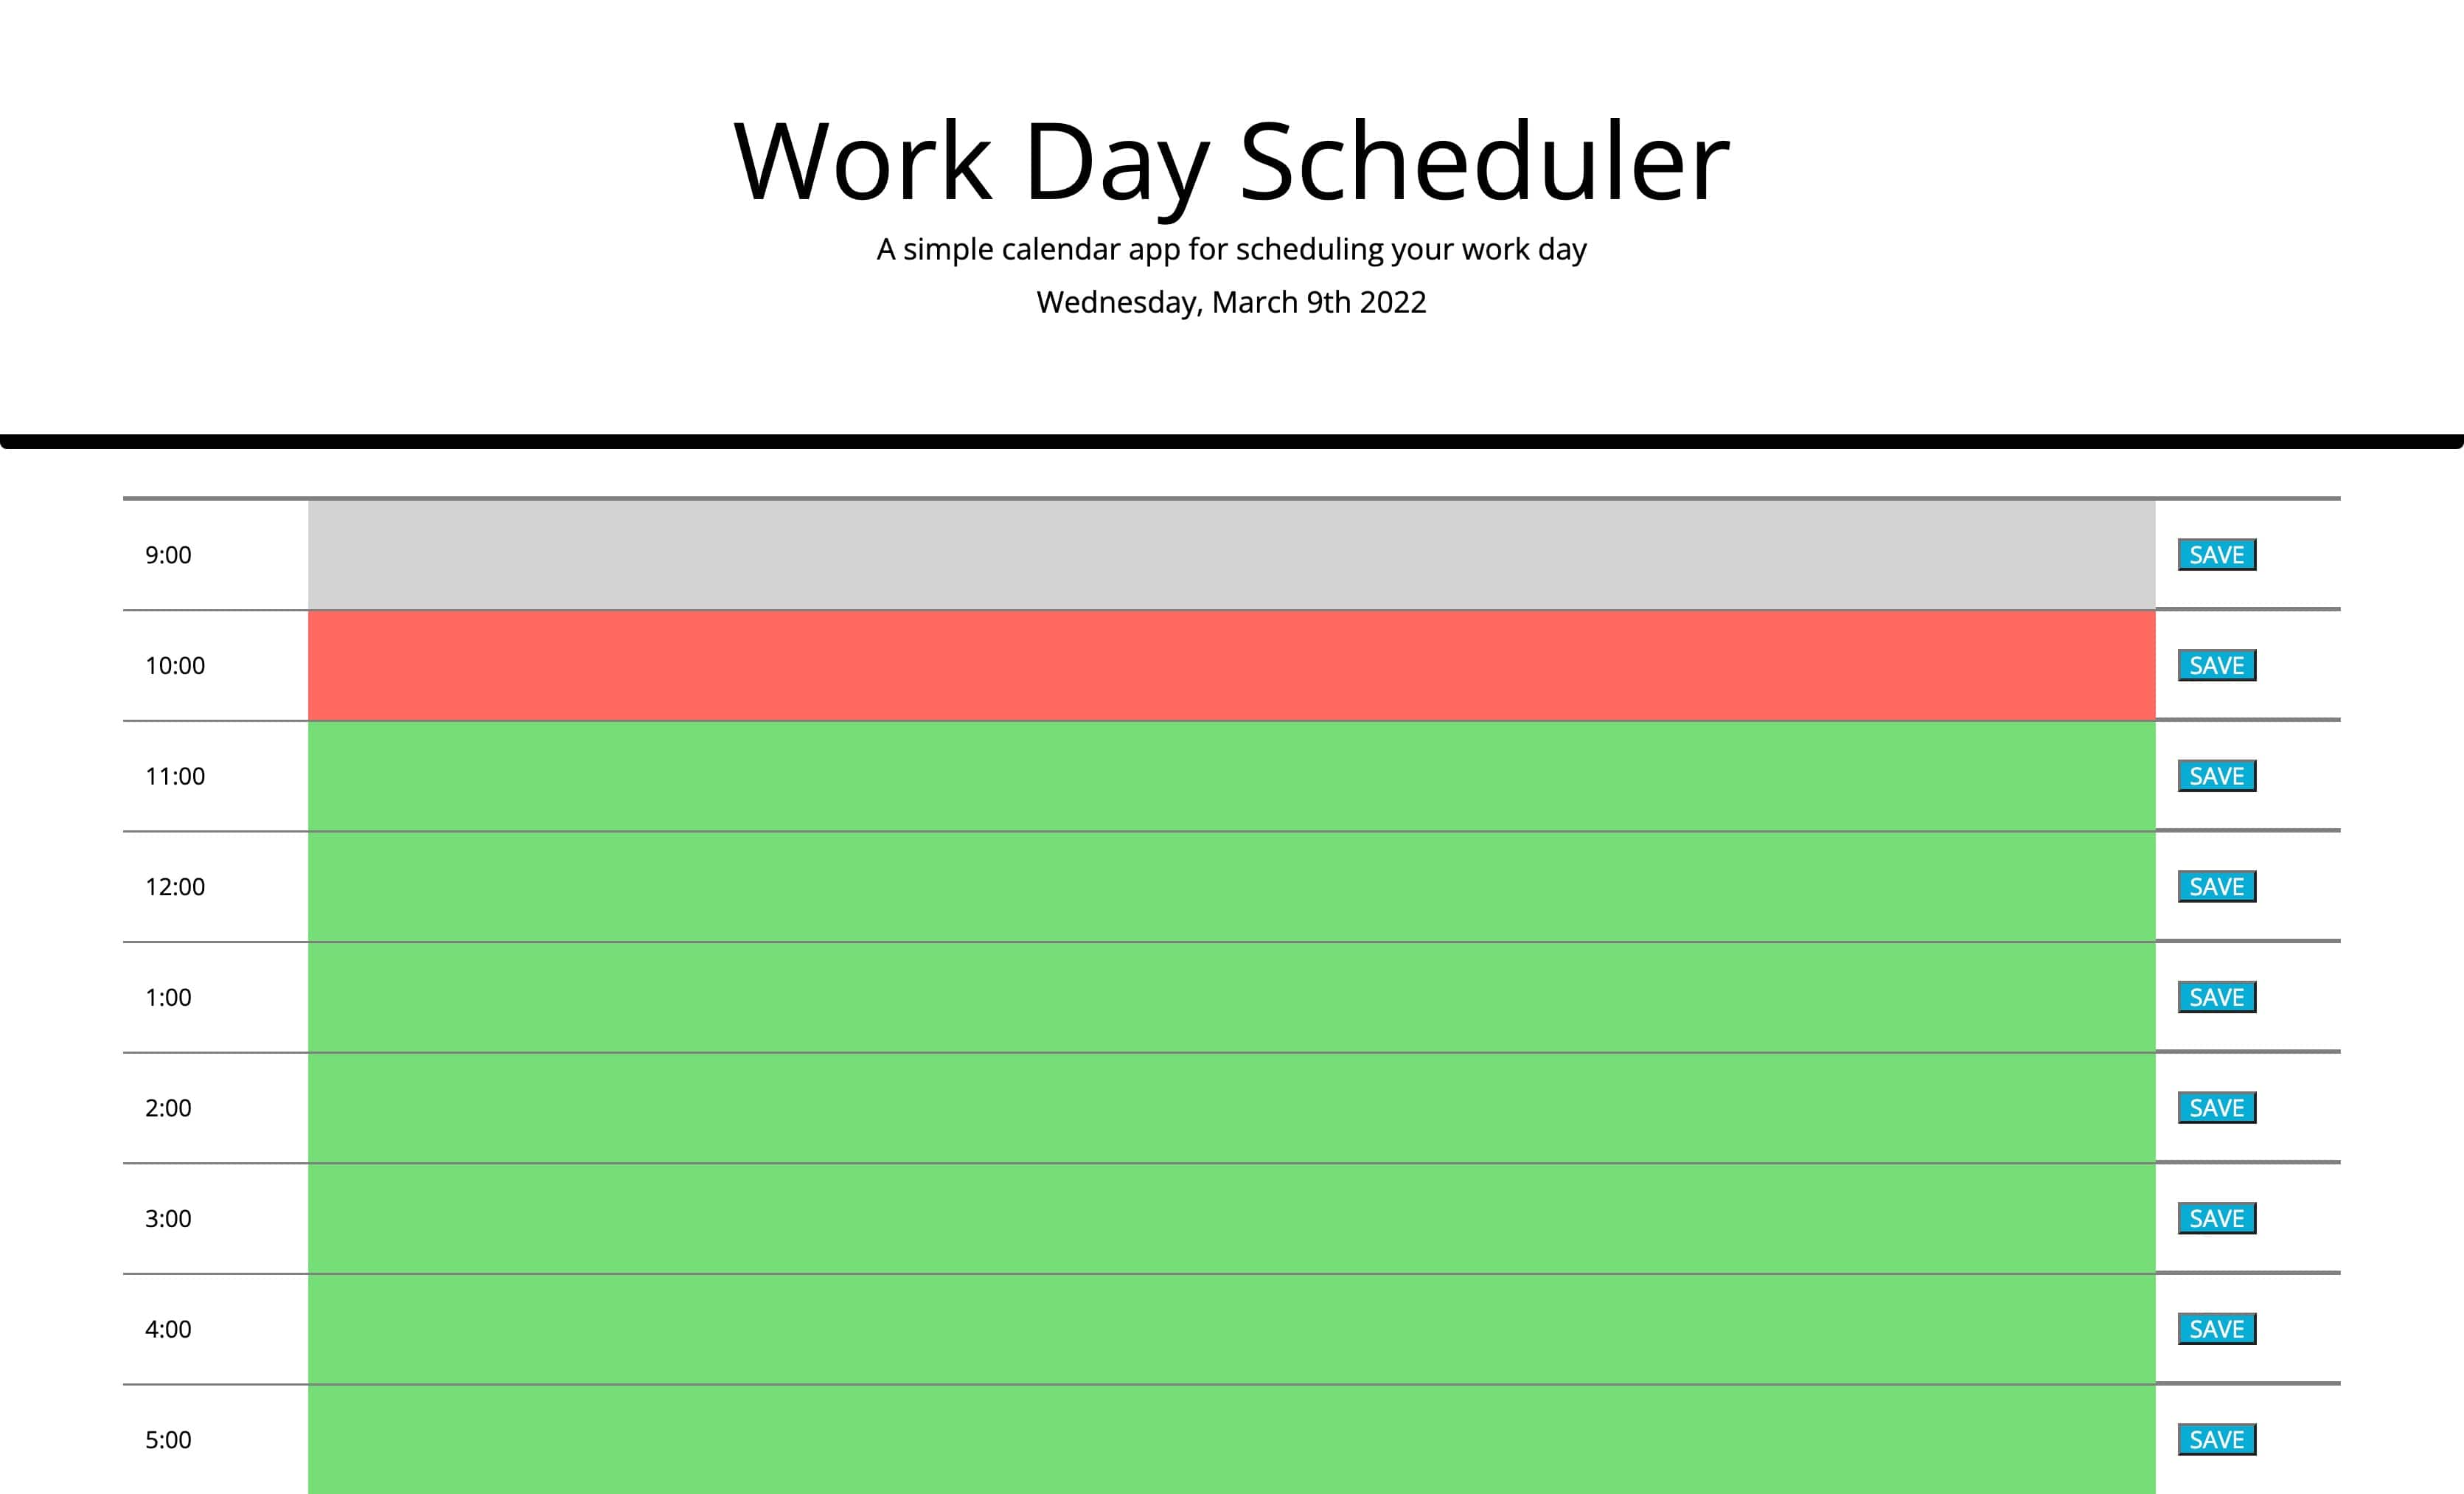 Work Day Scheduler
A simple calendar app for scheduling your work day
Wednesday, March 9th 2022
9:00 SAVE
10:00 SAVE
11:00 SAVE
12:00 SAVE
1:00 SAVE
2:00 SAVE
3:00 SAVE
4:00 SAVE
5:00 SAVE